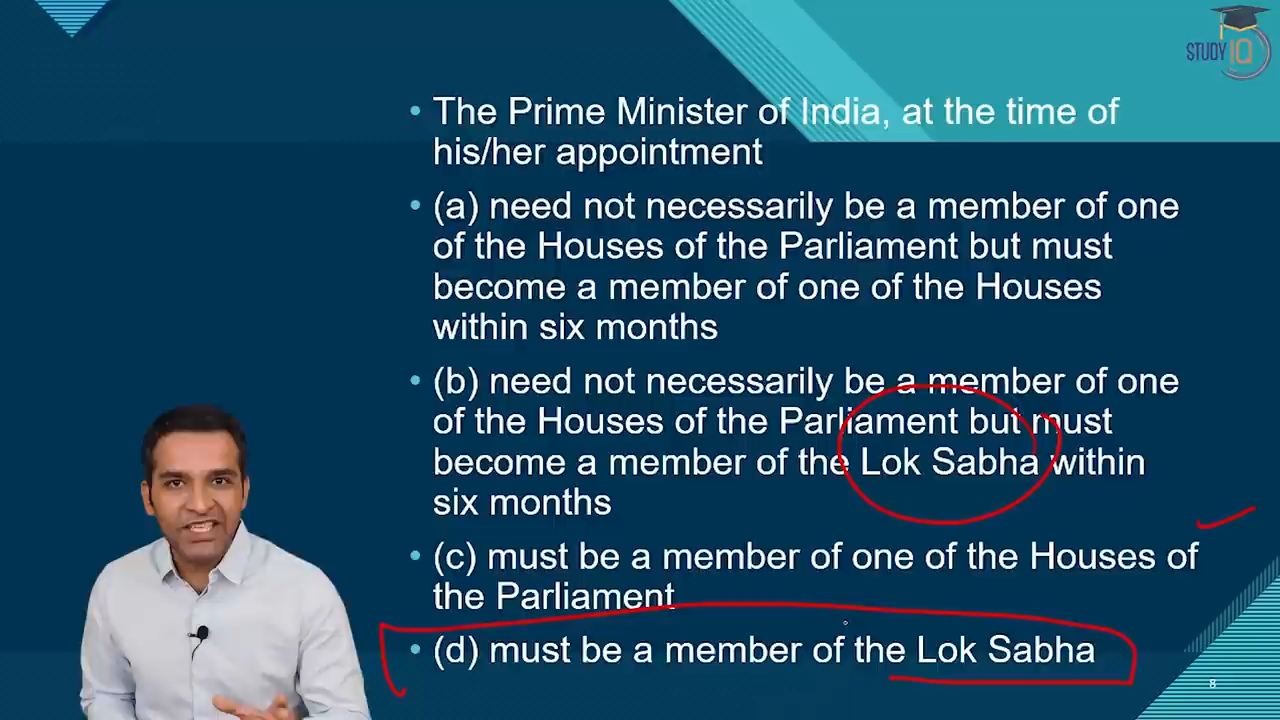 STUDY IQ
• The Prime Minister of India, at the time of
his/her appointment
• (a) need not necessarily be a member of one
of the Houses of the Parliament but must
become a member of one of the Houses
within six months
• (b) need not necessarily be a member of one
of the Houses of the Parliament but must
become a member of the Lok Sabha within
six months
• (c) must be a member of one of the Houses of
the Parliament
• (d) must be a member of the Lok Sabha
8